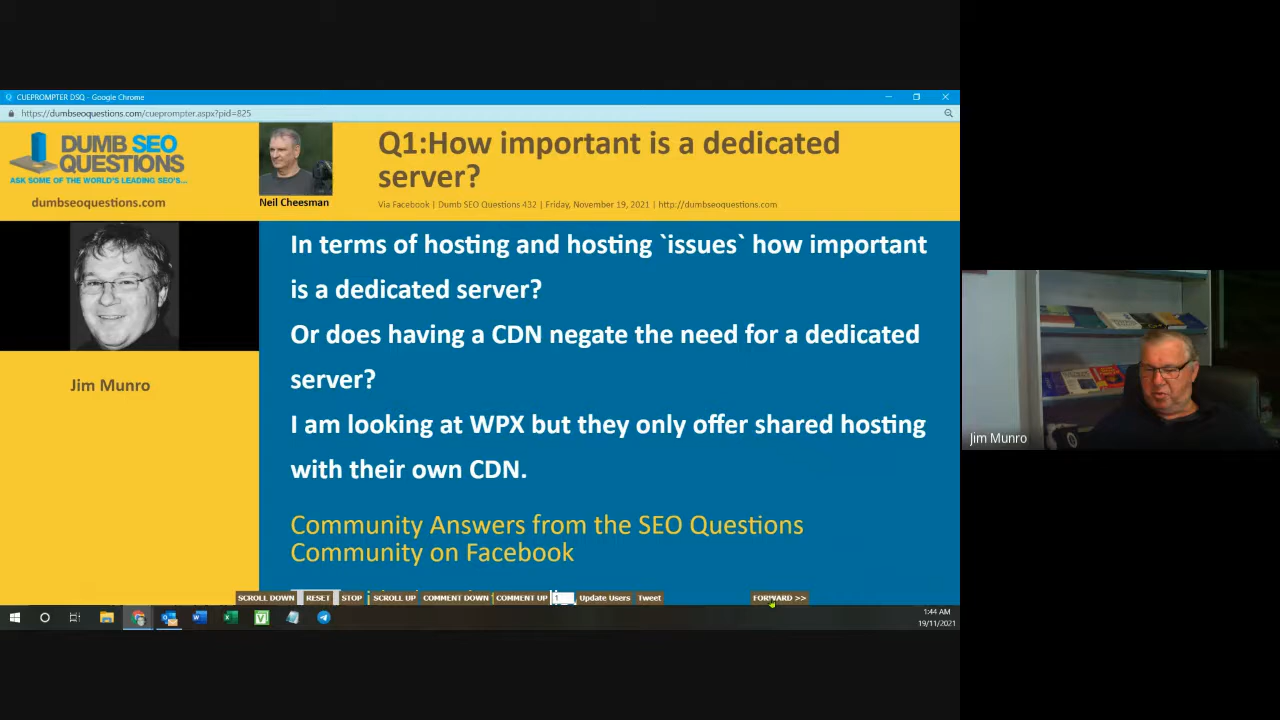 CUEPROMPTER DSQ - Google Chrome
https://dumbseoquestions.com/cueprompter.aspx?pid=825
DUMB SEO
QUESTIONS
ASK SOME OF THE WORLD'S LEADING SEO'S...
dumbseoquestions.com
Neil Cheesman
Q1:How important is a dedicated
server?
Via Facebook | Dumb SEO Questions 432 | Friday, November 19, 2021 | http://dumbseoquestions.com
Jim Munro
In terms of hosting and hosting `issues` how important
is a dedicated server?
Or does having a CDN negate the need for a dedicated
server?
I am looking at WPX but they only offer shared hosting
with their own CDN.
Community Answers from the SEO Questions
Community on Facebook
SCROLL DOWN RESET STOP SCROLL UP COMMENT DOWN COMMENT UP 1 Update Users Tweet FORWARD >>
1:44 AM
19/11/2021
Jim Munro